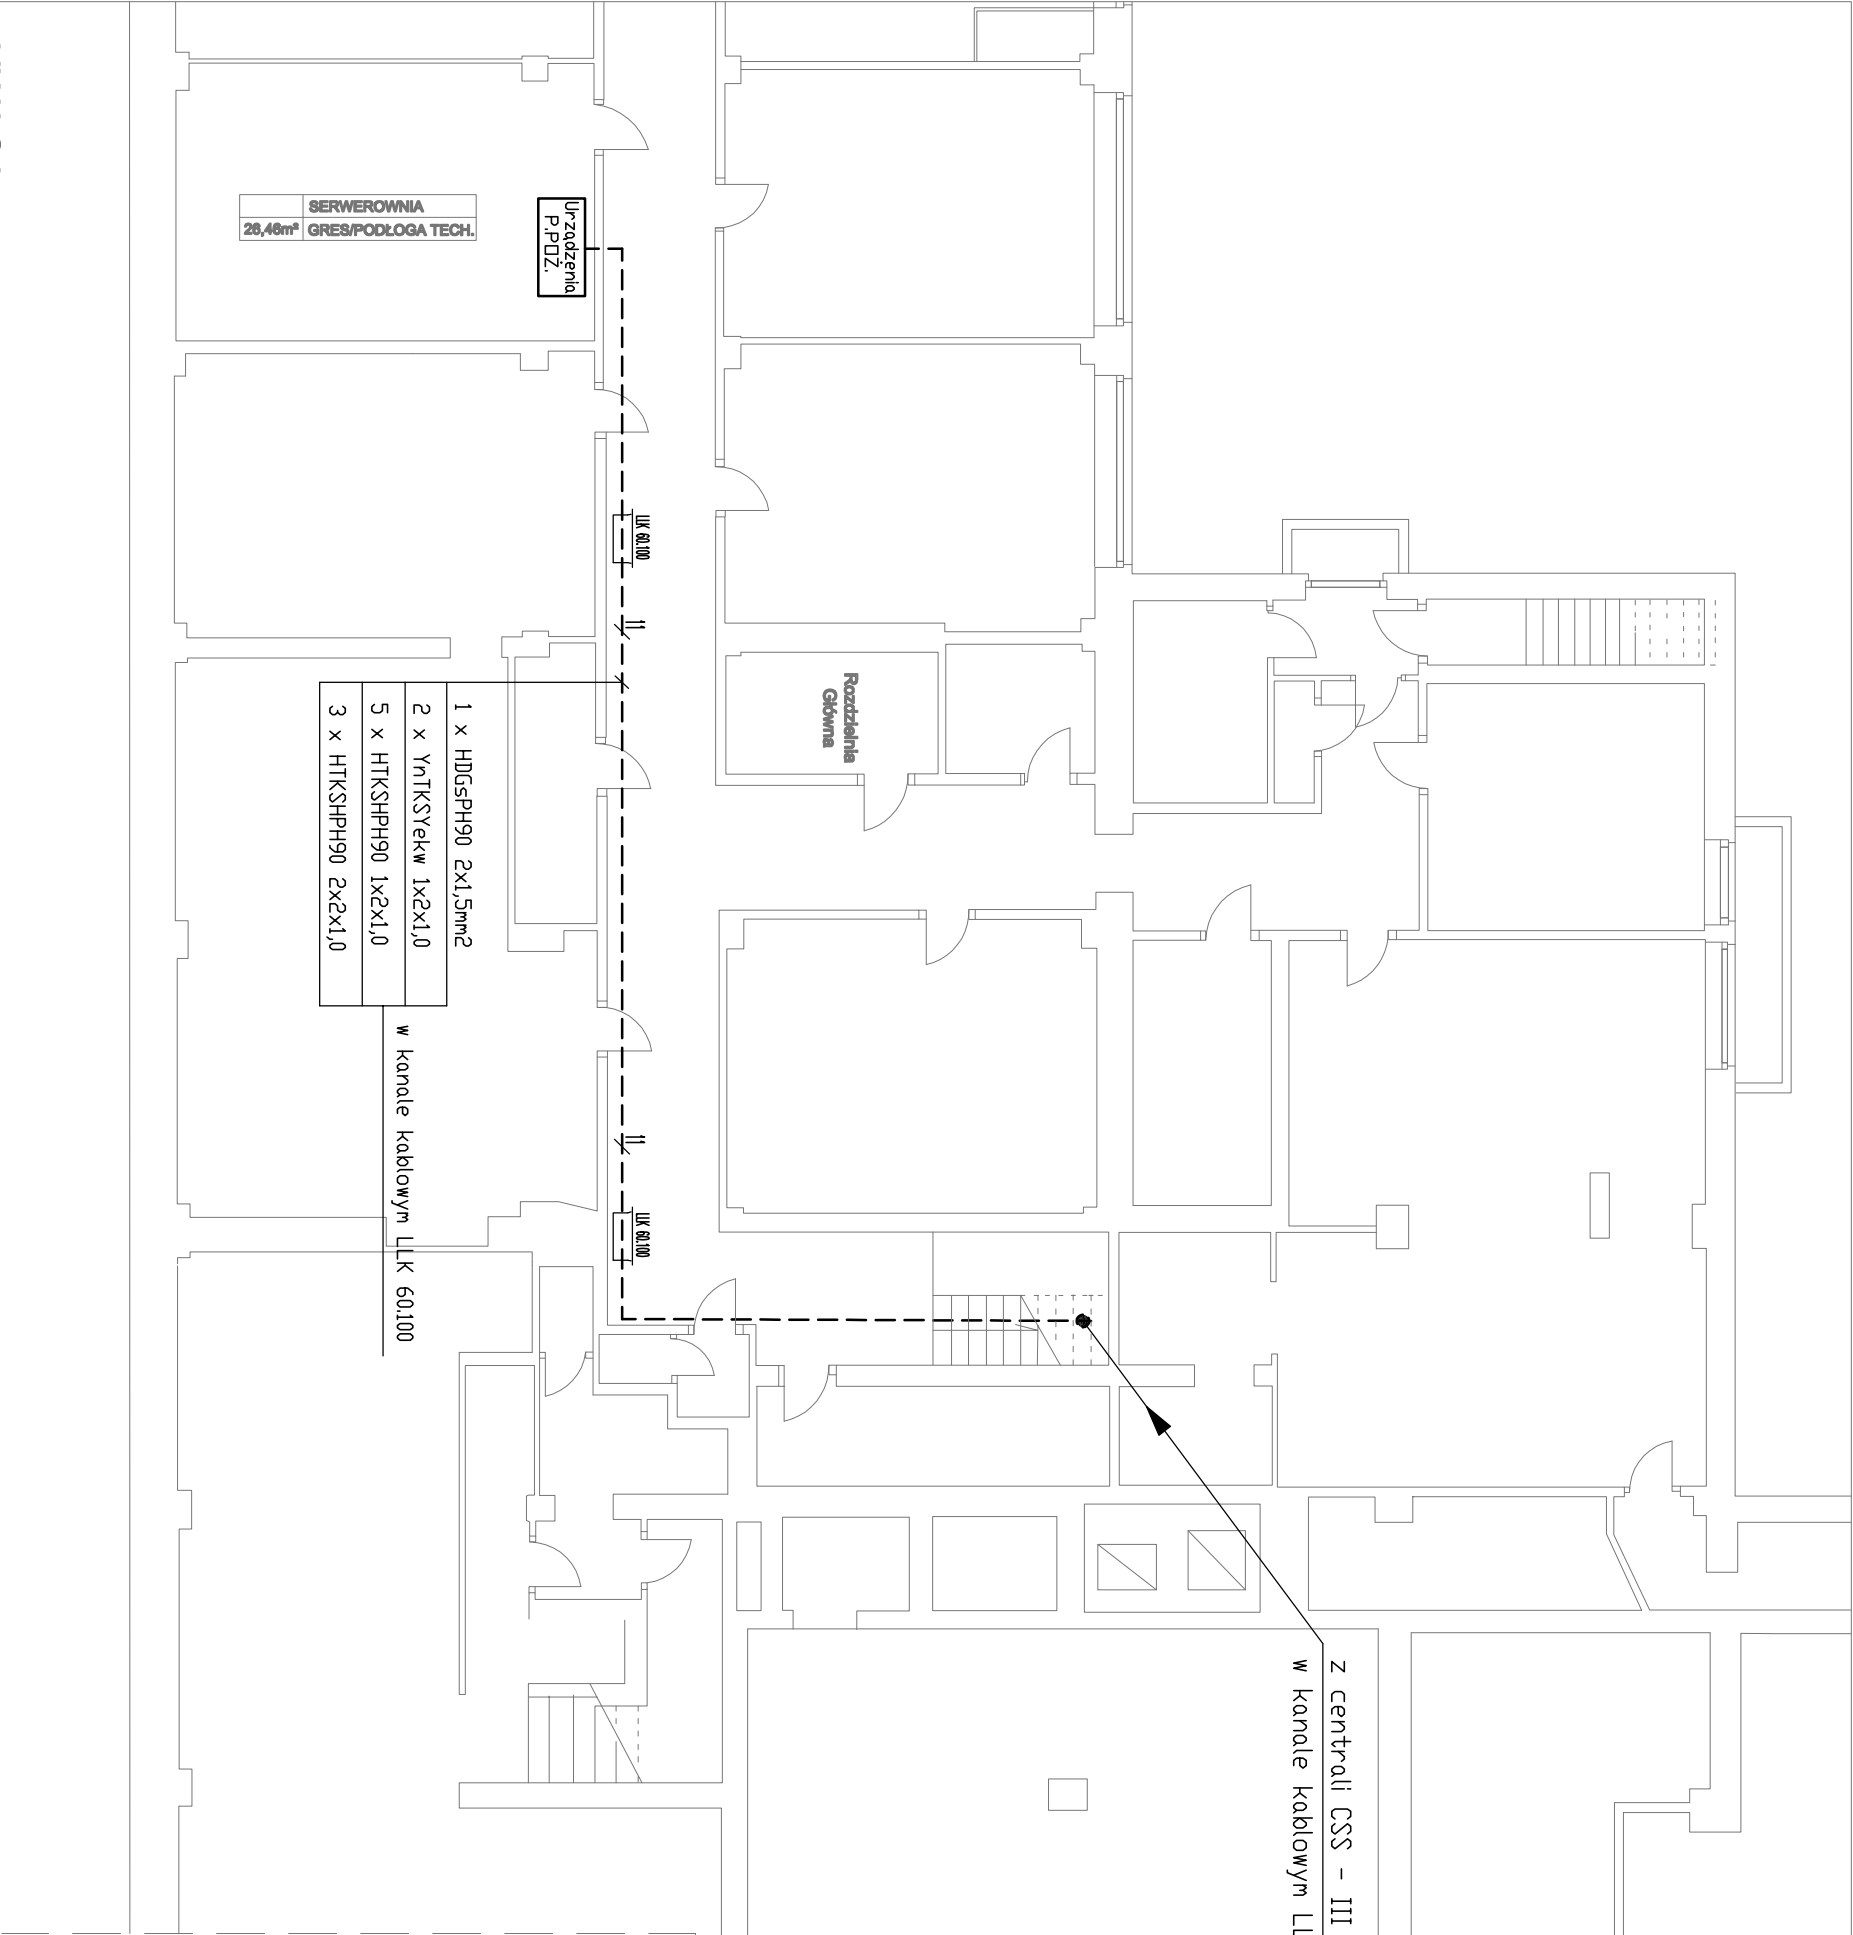 SERWEROWNIA
26,46m² GRES/PODŁOGA TECH.
Urządzenia
P.POŻ.
LLK 60.100
11
Rozdzielnia
Główna
1 x HDGsPH90 2x1,5mm2
2 x YnTKSYekw 1x2x1,0
5 x HTKSHPH90 1x2x1,0
3 x HTKSHPH90 2x2x1,0
w kanale kablowym LLK 60.100
11
LLK 60.100
z centrali CSS - III
w kanale kablowym